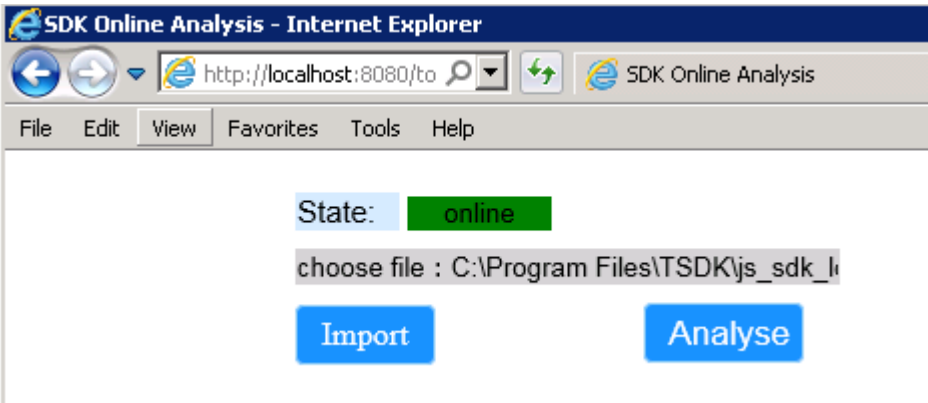 SDK Online Analysis - Internet Explorer
http://localhost:8080/to SDK Online Analysis
File Edit View Favorites Tools Help
State: online
choose file：C:\Program Files\TSDK\js_sdk_l
Import Analyse